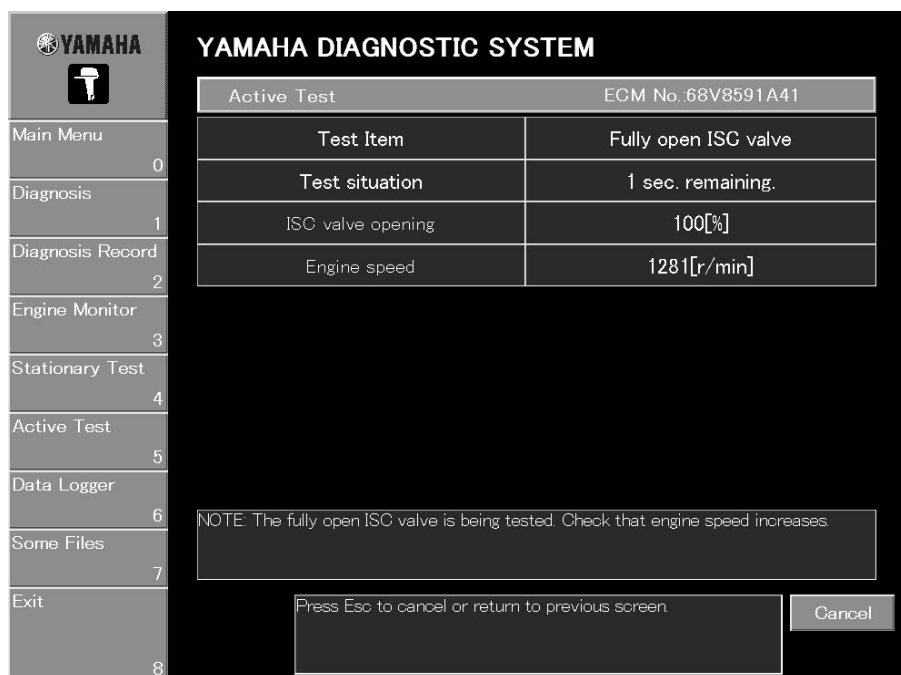 YAMAHA
YAMAHA DIAGNOSTIC SYSTEM
Active Test ECM No.:68V8591A41
Main Menu
0
Diagnosis
1
Diagnosis Record
2
Engine Monitor
3
Stationary Test
4
Active Test
5
Data Logger
6
Some Files
7
Exit
8
Test Item Fully open ISC valve
Test situation 1 sec. remaining.
ISC valve opening 100[%]
Engine speed 1281[r/min]
NOTE: The fully open ISC valve is being tested. Check that engine speed increases.
Press Esc to cancel or return to previous screen.
Cancel